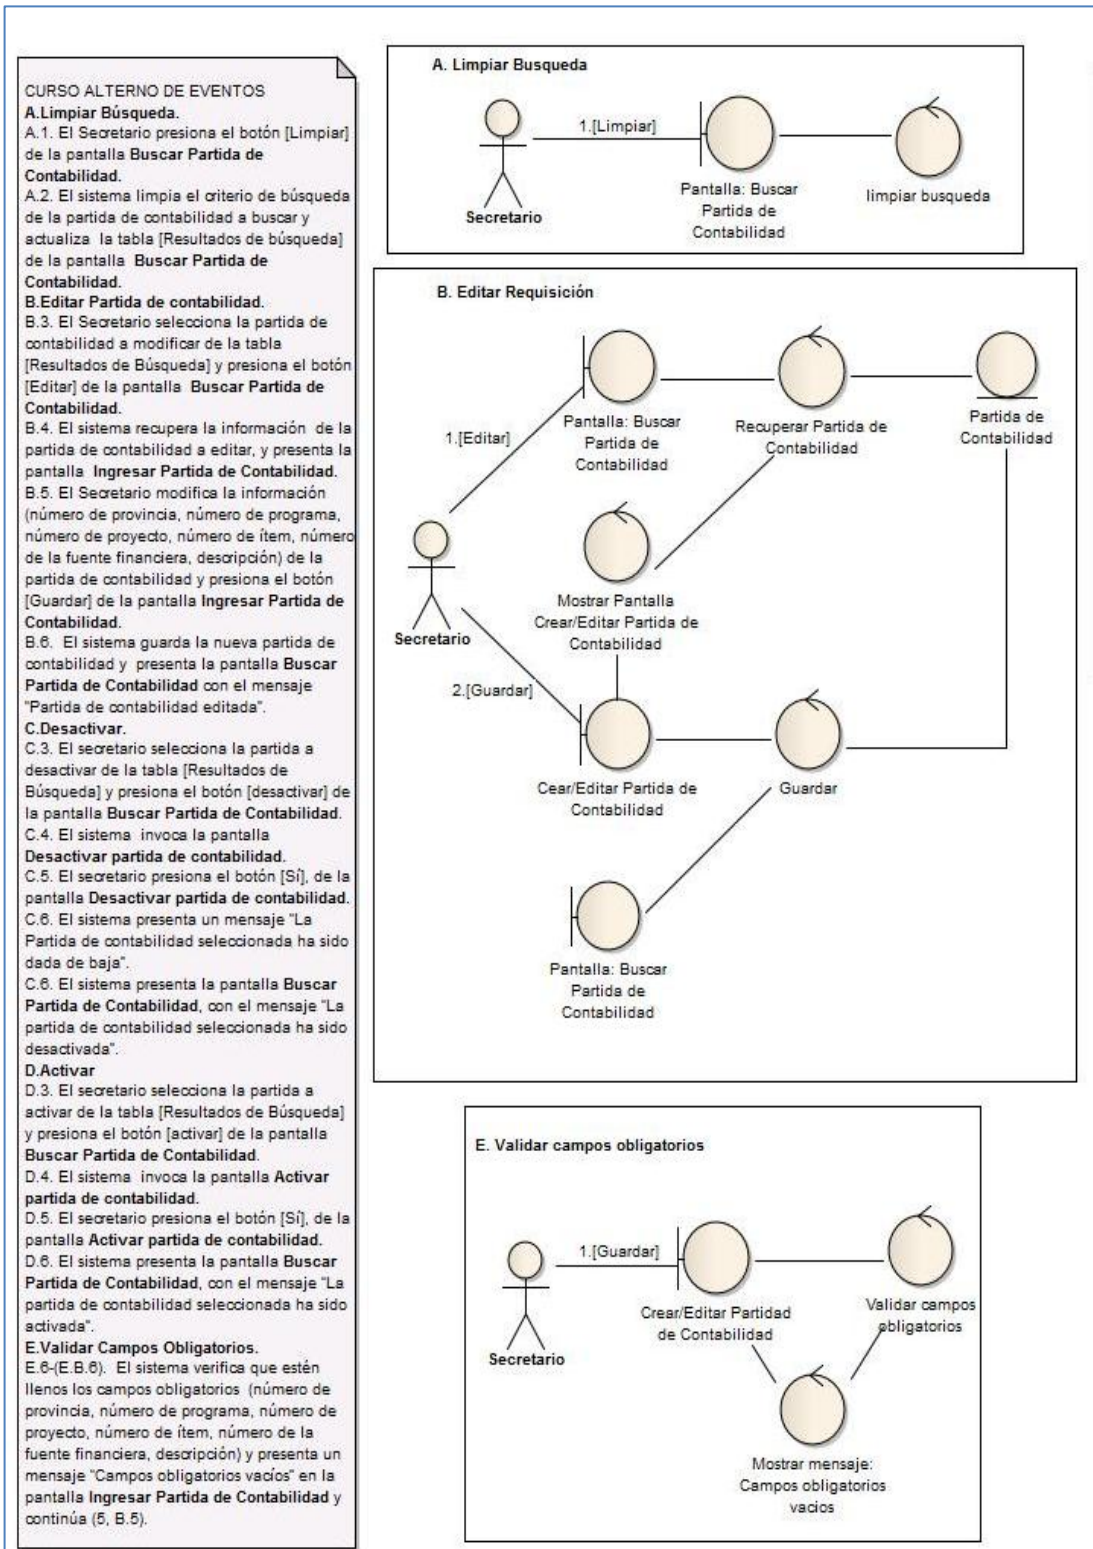 CURSO ALTERNO DE EVENTOS
A.Limpiar Búsqueda.
A.1. El Secretario presiona el botón [Limpiar]
de la pantalla Buscar Partida de
Contabilidad.
A.2. El sistema limpia el criterio de búsqueda
de la partida de contabilidad a buscar y
actualiza la tabla [Resultados de búsqueda]
de la pantalla Buscar Partida de
Contabilidad.
B.Editar Partida de contabilidad.
B.3. El Secretario selecciona la partida de
contabilidad a modificar de la tabla
[Resultados de Búsqueda] y presiona el botón
[Editar] de la pantalla Buscar Partida de
Contabilidad.
B.4. El sistema recupera la información de la
partida de contabilidad a editar, y presenta la
pantalla Ingresar Partida de Contabilidad.
B.5. El Secretario modifica la información
(número de provincia, número de programa,
número de proyecto, número de ítem, número
de la fuente financiera, descripción) de la
partida de contabilidad y presiona el botón
[Guardar] de la pantalla Ingresar Partida de
Contabilidad.
B.6. El sistema guarda la nueva partida de
contabilidad y presenta la pantalla Buscar
Partida de Contabilidad con el mensaje
"Partida de contabilidad editada".
C.Desactivar.
C.3. El secretario selecciona la partida a
desactivar de la tabla [Resultados de
Búsqueda] y presiona el botón [desactivar] de
la pantalla Buscar Partida de Contabilidad.
C.4. El sistema invoca la pantalla
Desactivar partida de contabilidad.
C.5. El secretario presiona el botón [Sí], de la
pantalla Desactivar partida de contabilidad.
C.6. El sistema presenta un mensaje "La
Partida de contabilidad seleccionada ha sido
dada de baja".
C.6. El sistema presenta la pantalla Buscar
Partida de Contabilidad, con el mensaje "La
partida de contabilidad seleccionada ha sido
desactivada".
D.Activar
D.3. El secretario selecciona la partida a
activar de la tabla [Resultados de Búsqueda]
y presiona el botón [activar] de la pantalla
Buscar Partida de Contabilidad.
D.4. El sistema invoca la pantalla Activar
partida de contabilidad.
D.5. El secretario presiona el botón [Sí], de la
pantalla Activar partida de contabilidad.
D.6. El sistema presenta la pantalla Buscar
Partida de Contabilidad, con el mensaje "La
partida de contabilidad seleccionada ha sido
activada".
E.Validar Campos Obligatorios.
E.6-(E.B.6). El sistema verifica que estén
llenos los campos obligatorios (número de
provincia, número de programa, número de
proyecto, número de ítem, número de la
fuente financiera, descripción) y presenta un
mensaje "Campos obligatorios vacíos" en la
pantalla Ingresar Partida de Contabilidad y
continúa (5, B.5).
A. Limpiar Busqueda
1.[Limpiar]
Secretario
Pantalla: Buscar
Partida de
Contabilidad
limpiar busqueda
B. Editar Requisición
1.[Editar]
Pantalla: Buscar
Partida de
Contabilidad
Recuperar Partida de
Contabilidad
Partida de
Contabilidad
Secretario
Mostrar Pantalla
Crear/Editar Partida de
Contabilidad
2.[Guardar]
Cear/Editar Partida de
Contabilidad
Guardar
Pantalla: Buscar
Partida de
Contabilidad
E. Validar campos obligatorios
1.[Guardar]
Secretario
Crear/Editar Partidad
de Contabilidad
Validar campos
obligatorios
Mostrar mensaje:
Campos obligatorios
vacios